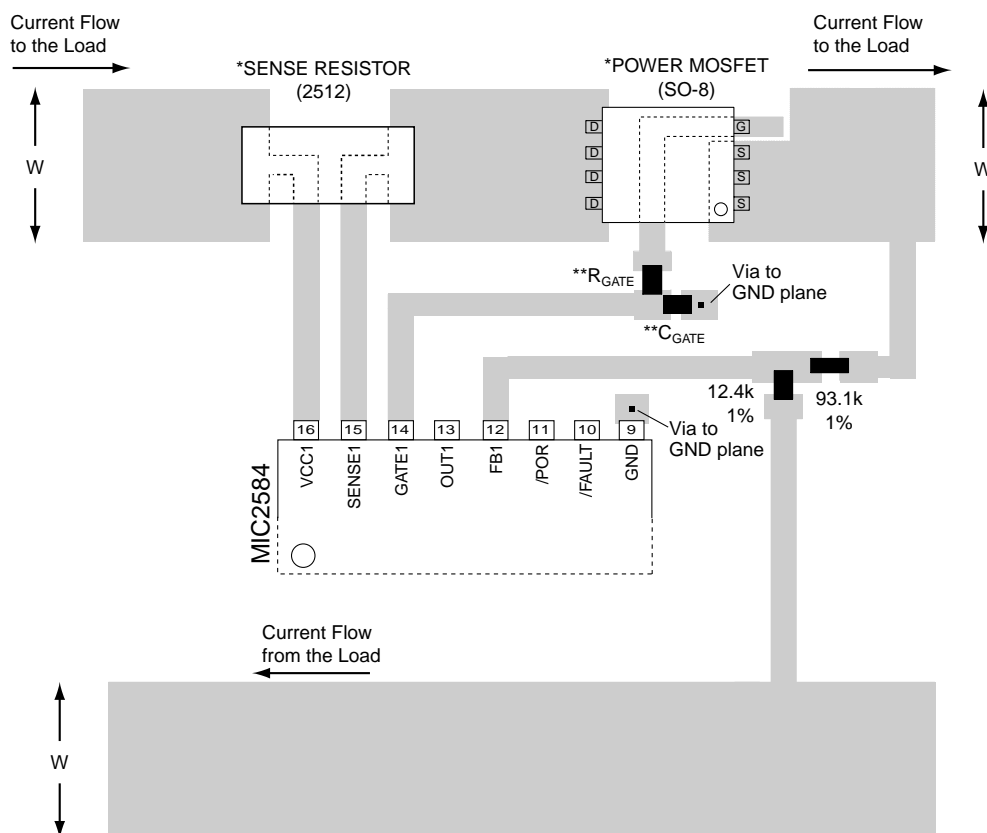 Current Flow
to the Load
Current Flow
to the Load
*SENSE RESISTOR
(2512)
*POWER MOSFET
(SO-8)
W
W
D
G
D
S
D
S
D
S
**RGATE
Via to
GND plane
**CGATE
12.4k
1%
93.1k
1%
Via to
GND plane
16
15
14
13
12
11
10
9
VCC1
SENSE1
GATE1
OUT1
FB1
/POR
/FAULT
GND
MIC2584
Current Flow
from the Load
W